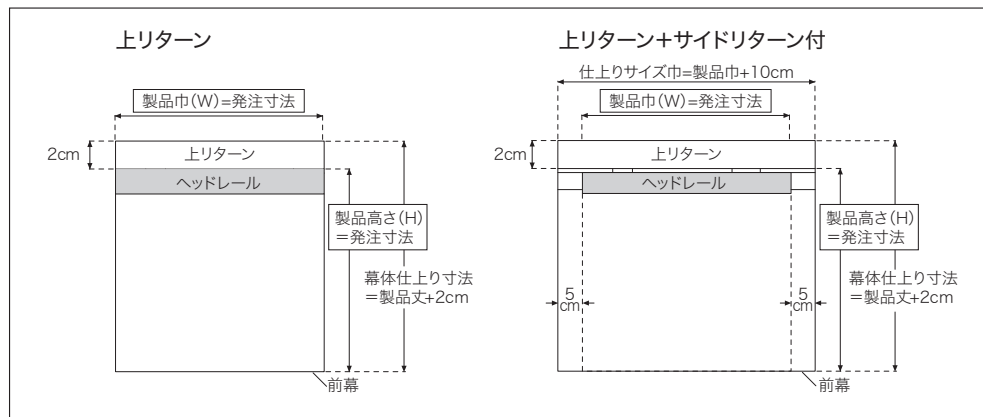 上リターン
製品巾(W)=発注寸法
2cm
上リターン
ヘッドレール
製品高さ(H)
=発注寸法
幕体仕上り寸法
=製品丈+2cm
前幕
上リターン+サイドリターン付
仕上りサイズ巾=製品巾+10cm
製品巾(W)=発注寸法
2cm
上リターン
ヘッドレール
製品高さ(H)
=発注寸法
幕体仕上り寸法
=製品丈+2cm
5
cm
5
cm
前幕